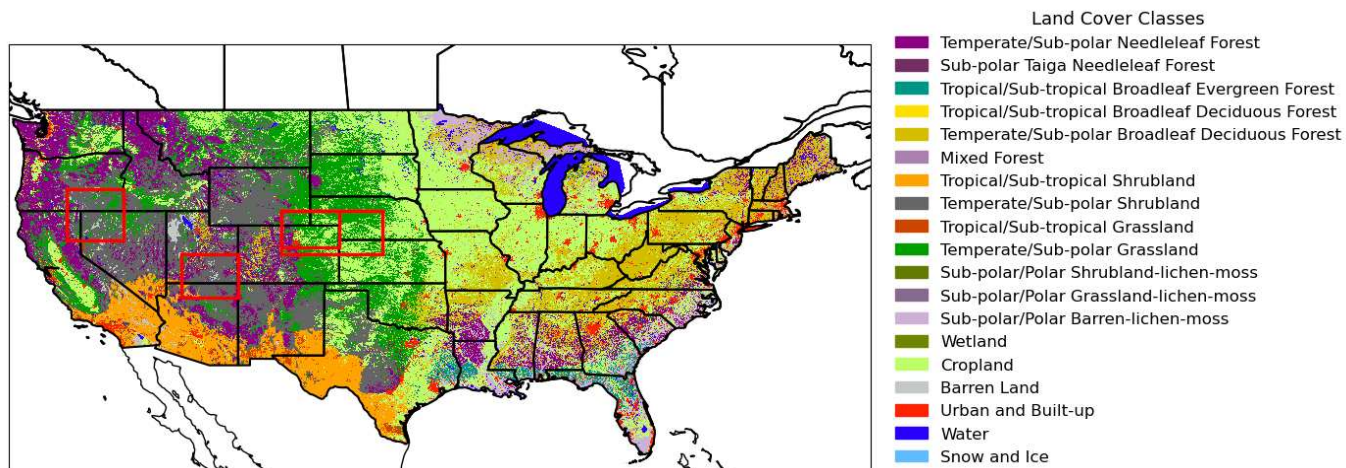 Land Cover Classes
Temperate/Sub-polar Needleleaf Forest
Sub-polar Taiga Needleleaf Forest
Tropical/Sub-tropical Broadleaf Evergreen Forest
Tropical/Sub-tropical Broadleaf Deciduous Forest
Temperate/Sub-polar Broadleaf Deciduous Forest
Mixed Forest
Tropical/Sub-tropical Shrubland
Temperate/Sub-polar Shrubland
Tropical/Sub-tropical Grassland
Temperate/Sub-polar Grassland
Sub-polar/Polar Shrubland-lichen-moss
Sub-polar/Polar Grassland-lichen-moss
Sub-polar/Polar Barren-lichen-moss
Wetland
Cropland
Barren Land
Urban and Built-up
Water
Snow and Ice